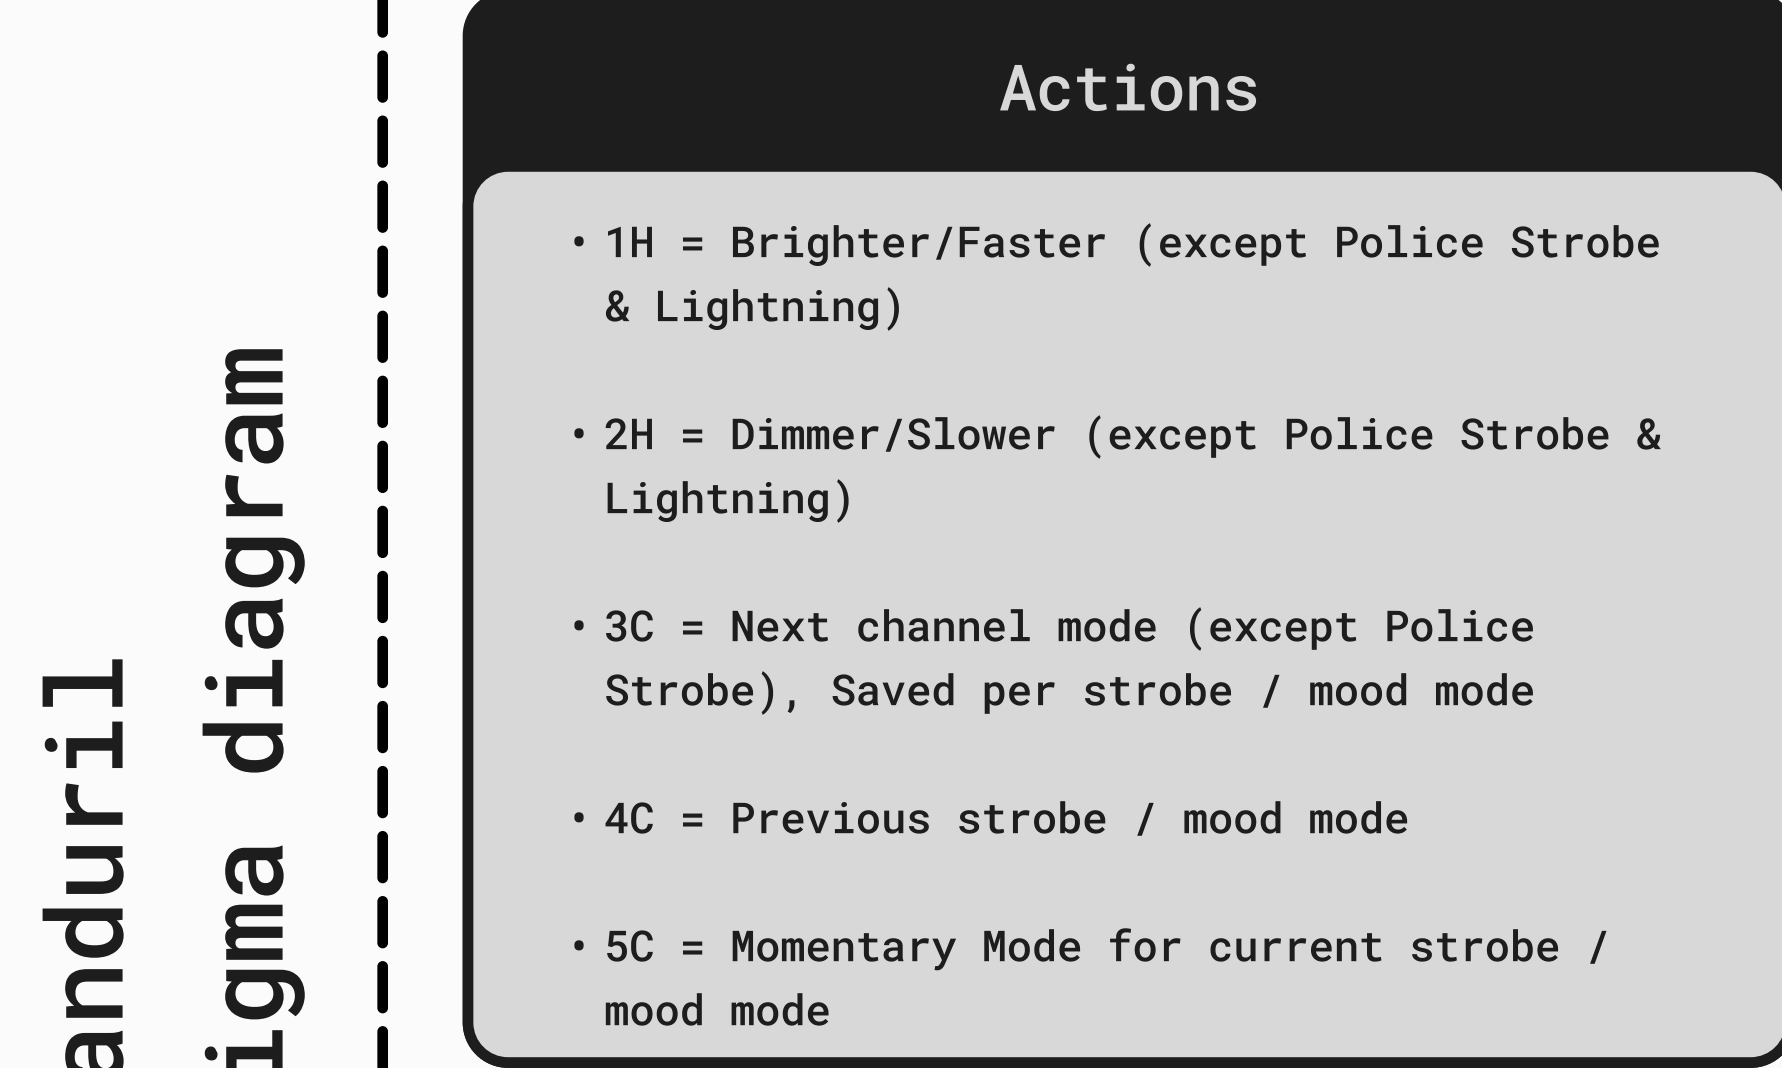 anduril
igma diagram
Actions
• 1H = Brighter/Faster (except Police Strobe
& Lightning)
• 2H = Dimmer/Slower (except Police Strobe &
Lightning)
• 3C = Next channel mode (except Police
Strobe), Saved per strobe / mood mode
• 4C = Previous strobe / mood mode
• 5C = Momentary Mode for current strobe /
mood mode